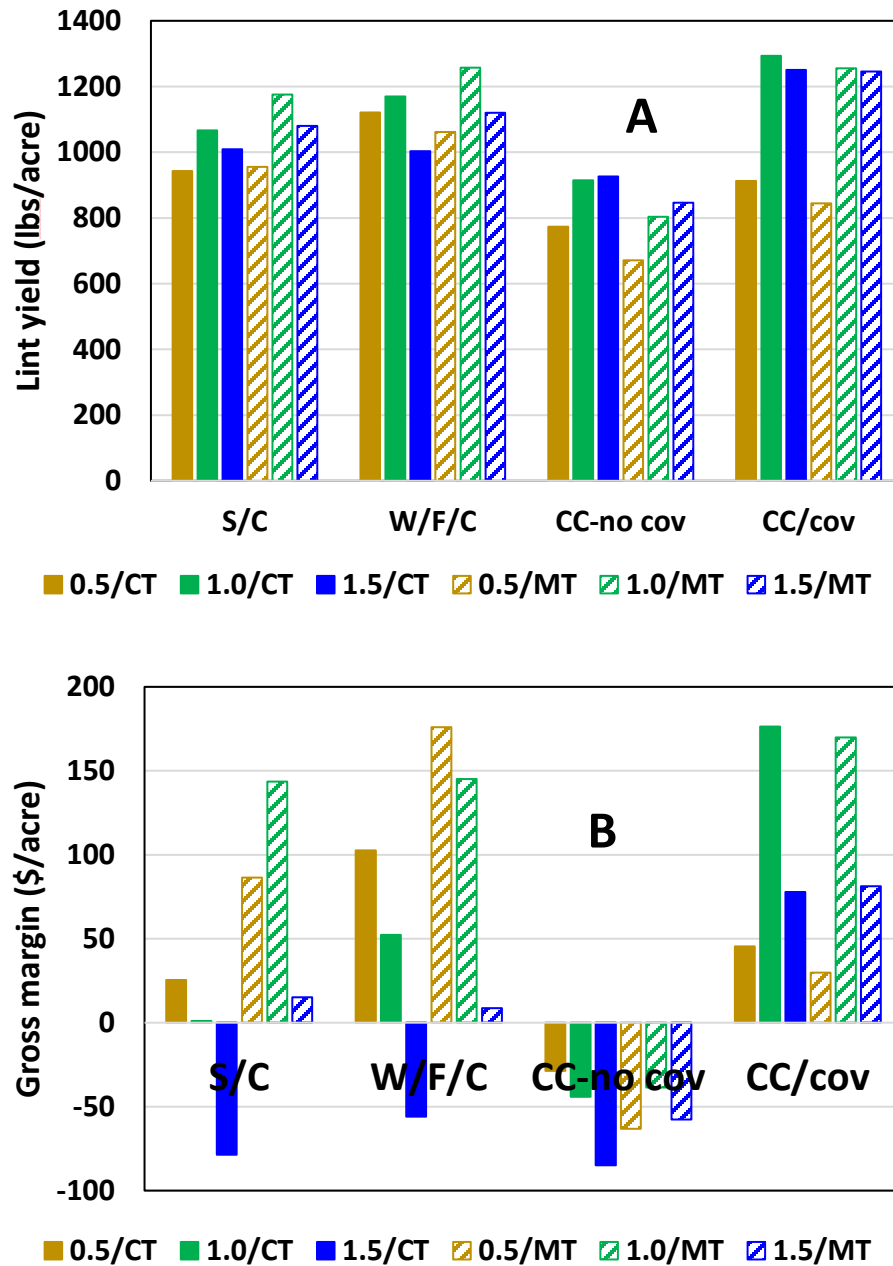 1400
1200
1000
800
600
400
200
0
Lint yield (lbs/acre)
A
S/C W/F/C CC-no cov CC/cov
0.5/CT 1.0/CT 1.5/CT 0.5/MT 1.0/MT 1.5/MT
200
150
100
50
0
-50
-100
Gross margin ($/acre)
B
S/C W/F/C CC-no cov CC/cov
0.5/CT 1.0/CT 1.5/CT 0.5/MT 1.0/MT 1.5/MT